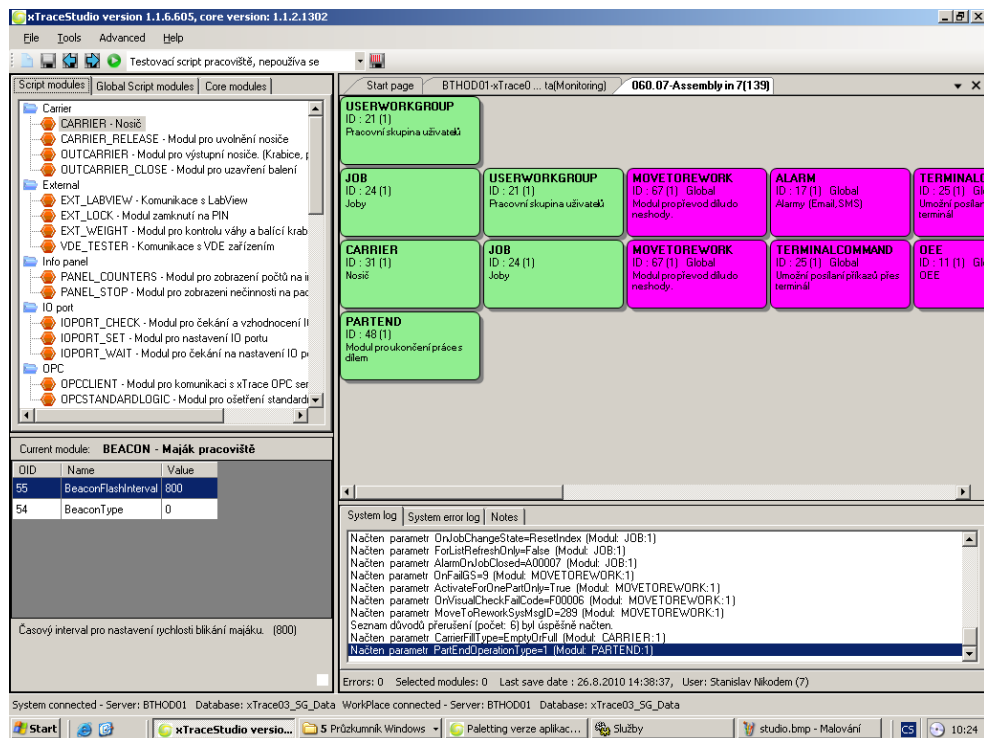 xTraceStudio version 1.1.6.605, core version: 1.1.2.1302
File Tools Advanced Help
Testovací script pracoviště, nepoužíva se
Script modules Global Script modules Core modules
Carrier
CARRIER - Nosič
CARRIER_RELEASE - Modul pro uvolnění nosiče
OUTCARRIER - Modul pro výstupní nosiče. (Krabice, p
OUTCARRIER_CLOSE - Modul pro uzavření balení
External
EXT_LABVIEW - Komunikace s LabView
EXT_LOCK - Modul zamknutí na PIN
EXT_WEIGHT - Modul pro kontrolu váhy a balící krab
VDE_TESTER - Komunikace s VDE zařízením
Info panel
PANEL_COUNTERS - Modul pro zobrazení počtů na i
PANEL_STOP - Modul pro zobrazeni nečinnosti na pac
IO port
IOPORT_CHECK - Modul pro čekání a vzhodnocení I
IOPORT_SET - Modul pro nastavení IO portu
IOPORT_WAIT - Modul pro čekání na nastavení IO p
OPC
OPCCLIENT - Modul pro komunikaci s xTrace OPC ser
OPCSTANDARDLOGIC - Modul pro ošetření standard
Current module: BEACON - Maják pracoviště
OID Name Value
55 BeaconFlashInterval 800
54 BeaconType 0
Časový interval pro nastavení rychlosti blikání majáku. (800)
Start page BTHOD01-xTrace0 ... ta(Monitoring) 060.07-Assembly in 7(139)
USERWORKGROUP
ID : 21 (1)
Pracovní skupina uživatelů
JOB
ID : 24 (1)
Joby
USERWORKGROUP
ID : 21 (1)
Pracovní skupina uživatelů
MOVETOREWORK
ID : 67 (1) Global
Modul pro převod dílu do
neshody.
ALARM
ID : 17 (1) Global
Alarmy (Email,SMS)
TERMINALC
ID : 25 (1) Gl
Umožní posílan
terminál
CARRIER
ID : 31 (1)
Nosič
JOB
ID : 24 (1)
Joby
MOVETOREWORK
ID : 67 (1) Global
Modul pro převod dílu do
neshody.
TERMINALCOMMAND
ID : 25 (1) Global
Umožní posílaní příkazů přes
terminál
OEE
ID : 11 (1) Gl
OEE
PARTEND
ID : 48 (1)
Modul pro ukončení práce s
dílem
System log System error log Notes
Načten parametr OnJobChangeState=ResetIndex (Modul: JOB:1)
Načten parametr ForListRefreshOnly=False (Modul: JOB:1)
Načten parametr AlarmOnJobClosed=A00007 (Modul: JOB:1)
Načten parametr OnFailGS=9 (Modul: MOVETOREWORK:1)
Načten parametr ActivateForOnePartOnly=True (Modul: MOVETOREWORK:1)
Načten parametr OnVisualCheckFailCode=F00006 (Modul: MOVETOREWORK:1)
Načten parametr MoveToReworkSysMsgID=289 (Modul: MOVETOREWORK:1)
Seznam důvodů přerušení (počet: 6) byl úspěšně načten.
Načten parametr CarrierFillType=EmptyOrFull (Modul: CARRIER:1)
Načten parametr PartEndOperationType=1 (Modul: PARTEND:1)
Errors: 0 Selected modules: 0 Last save date : 26.8.2010 14:38:37, User: Stanislav Nikodem (7)
System connected - Server: BTHOD01 Database: xTrace03_SG_Data WorkPlace connected - Server: BTHOD01 Database: xTrace03_SG_Data
Start xTraceStudio versio... 5 Průzkumník Windows Paletting verze aplikac... Služby studio.bmp - Malování CS 10:24